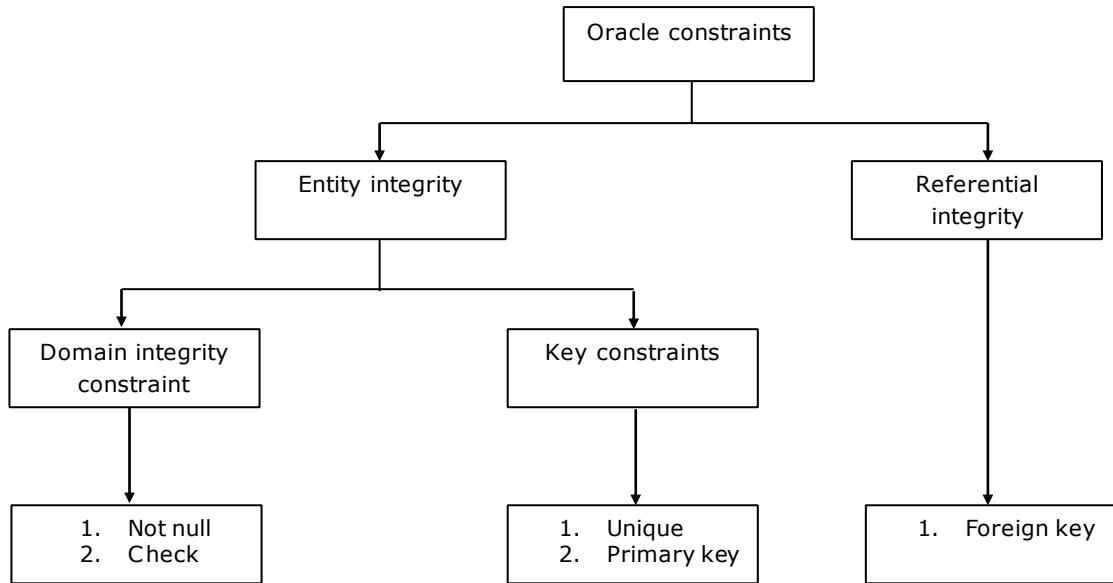 Oracle constraints
Entity integrity
Referential
integrity
Domain integrity
constraint
Key constraints
1. Not null
2. Check
1. Unique
2. Primary key
1. Foreign key